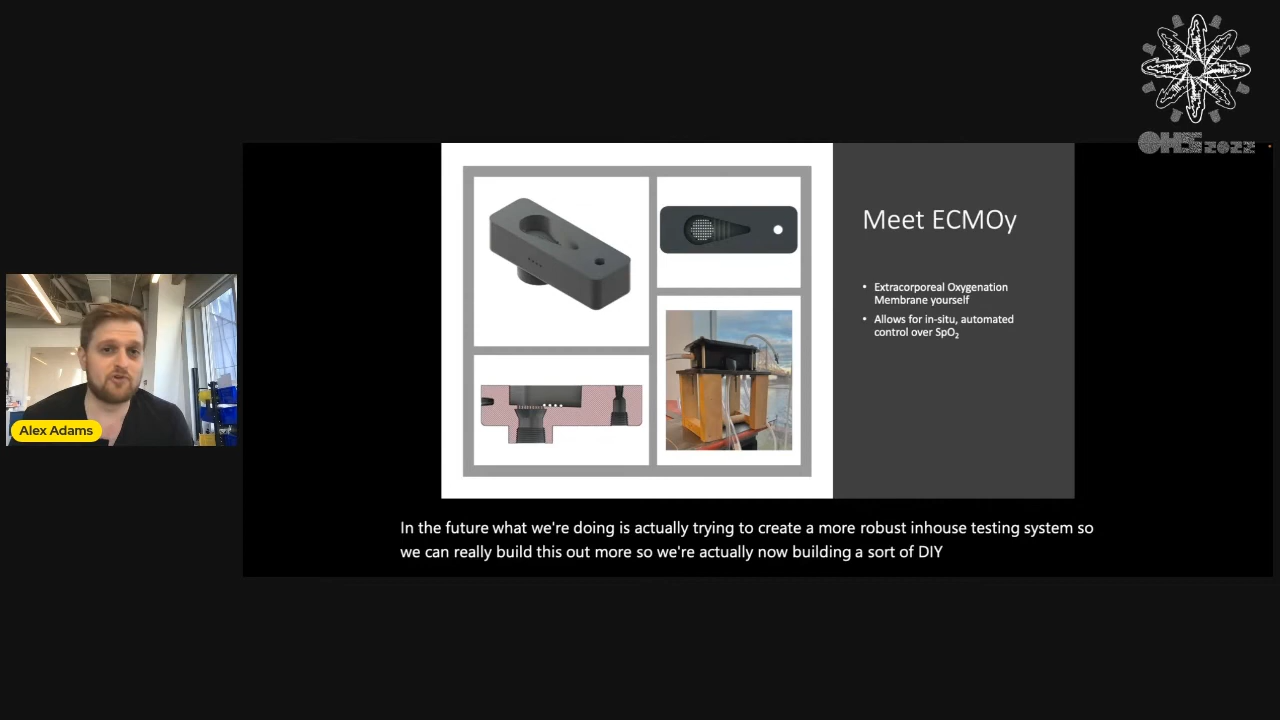 OHS2022
Meet ECMOy
• Extracorporeal Oxygenation
Membrane yourself
• Allows for in-situ, automated
control over SpO₂
Alex Adams
In the future what we're doing is actually trying to create a more robust inhouse testing system so
we can really build this out more so we're actually now building a sort of DIY